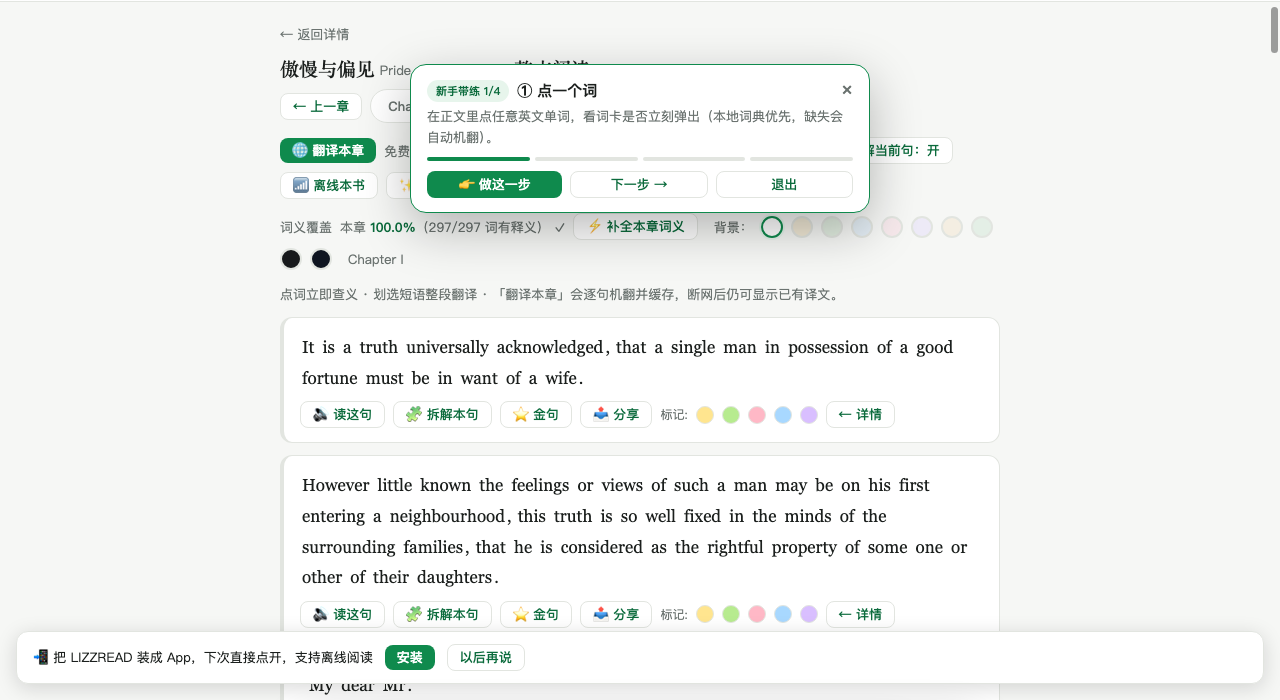 ← 返回详情
傲慢与偏见 Pride
新手带练 1/4 ① 点一个词 ×
在正文里点任意英文单词，看词卡是否立刻弹出（本地词典优先，缺失会
自动机翻）。
👉 做这一步 下一步 → 退出
← 上一章 Cha
🌐 翻译本章 免费 当前句：开
📶 离线本书 ✨
词义覆盖 本章 100.0%（297/297 词有释义） ✓ ⚡ 补全本章词义 背景：
Chapter I
点词立即查义 · 划选短语整段翻译 · 「翻译本章」会逐句机翻并缓存，断网后仍可显示已有译文。
It is a truth universally acknowledged, that a single man in possession of a good
fortune must be in want of a wife.
🔈 读这句 🧩 拆解本句 ⭐ 金句 📤 分享 标记: ← 详情
However little known the feelings or views of such a man may be on his first
entering a neighbourhood, this truth is so well fixed in the minds of the
surrounding families, that he is considered as the rightful property of some one or
other of their daughters.
🔈 读这句 🧩 拆解本句 ⭐ 金句 📤 分享 标记: ← 详情
📲 把 LIZZREAD 装成 App，下次直接点开，支持离线阅读 安装 以后再说
"My dear Mr.